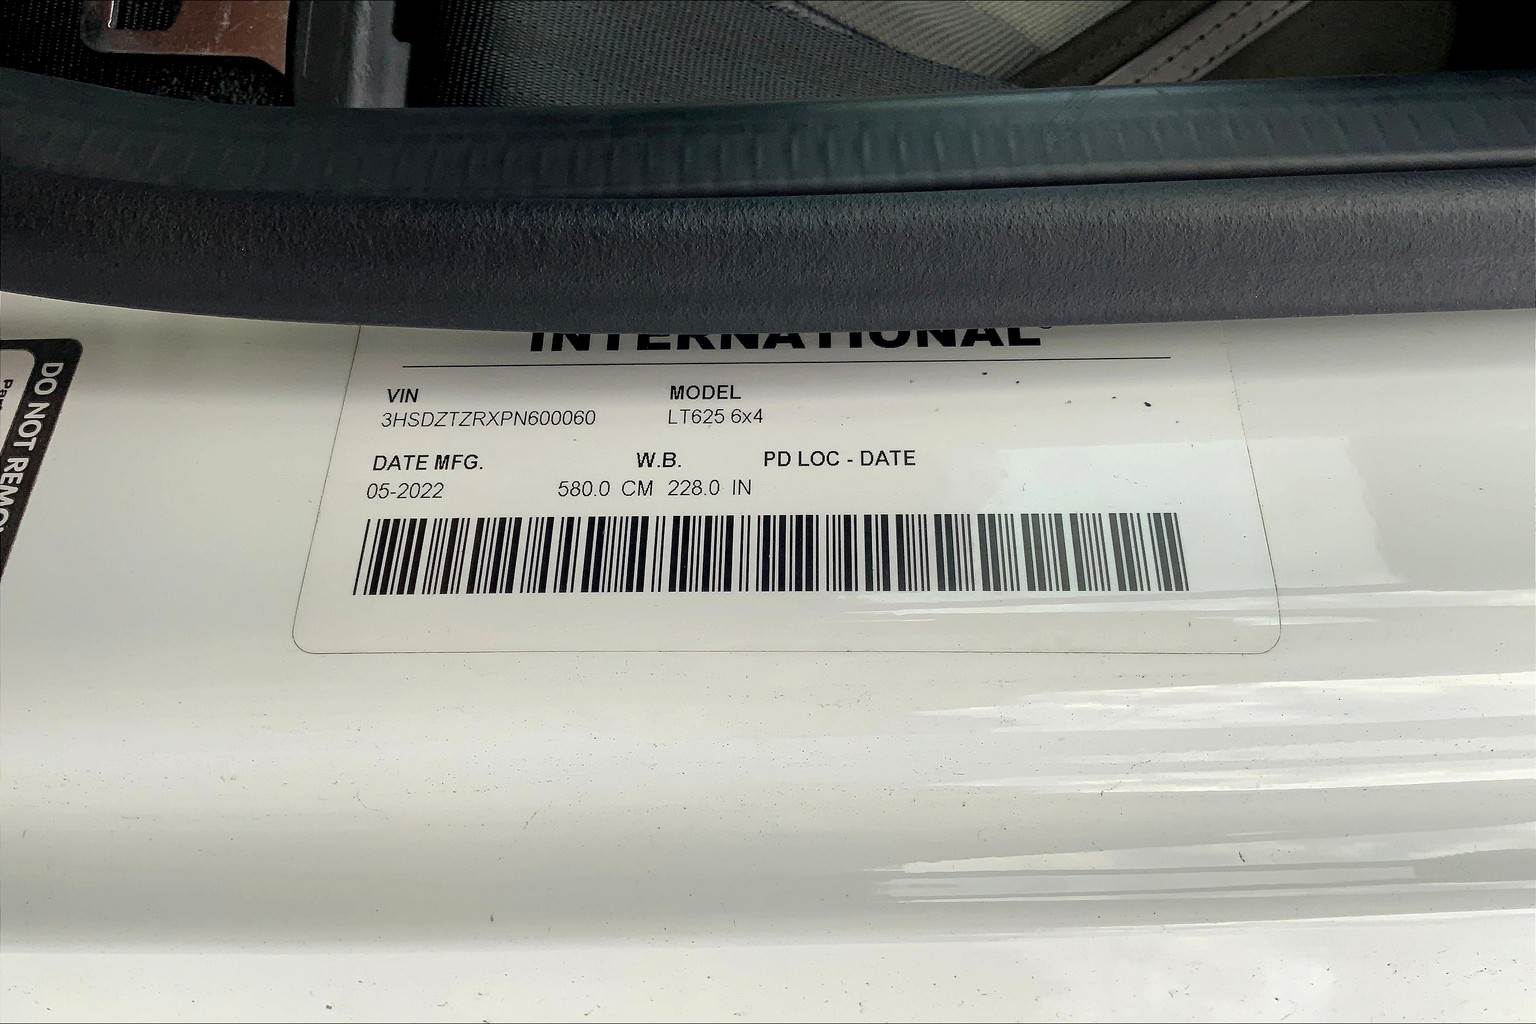 INTERNATIONAL
VIN MODEL
3HSDZTZRXPN600060 LT625 6x4
DATE MFG. W.B. PD LOC - DATE
05-2022 580.0 CM 228.0 IN
DO NOT